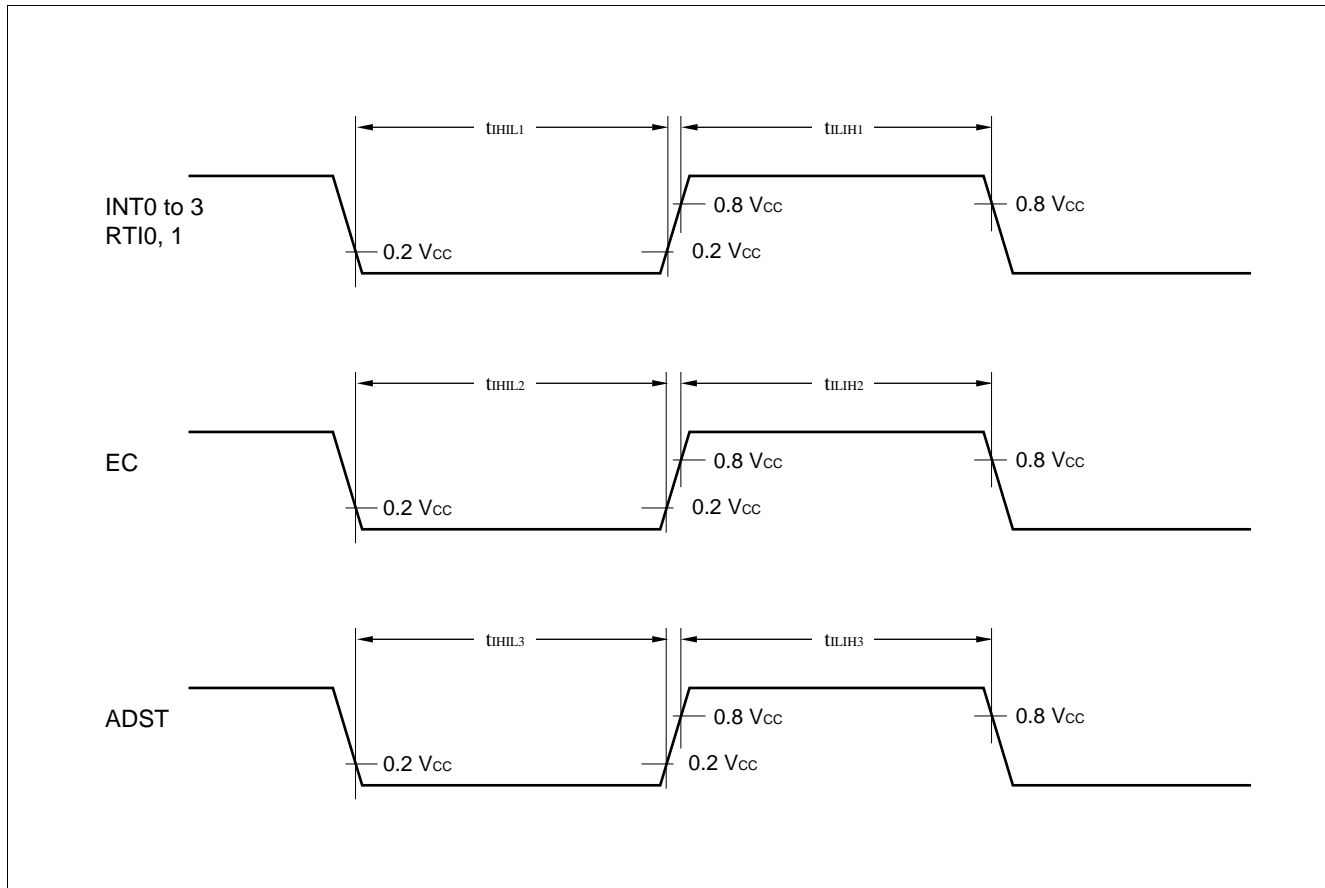 tIHIL1 tILIH1
INT0 to 3
RTI0, 1
0.8 VCC 0.8 VCC
0.2 VCC 0.2 VCC
tIHIL2 tILIH2
EC
0.8 VCC 0.8 VCC
0.2 VCC 0.2 VCC
tIHIL3 tILIH3
ADST
0.8 VCC 0.8 VCC
0.2 VCC 0.2 VCC